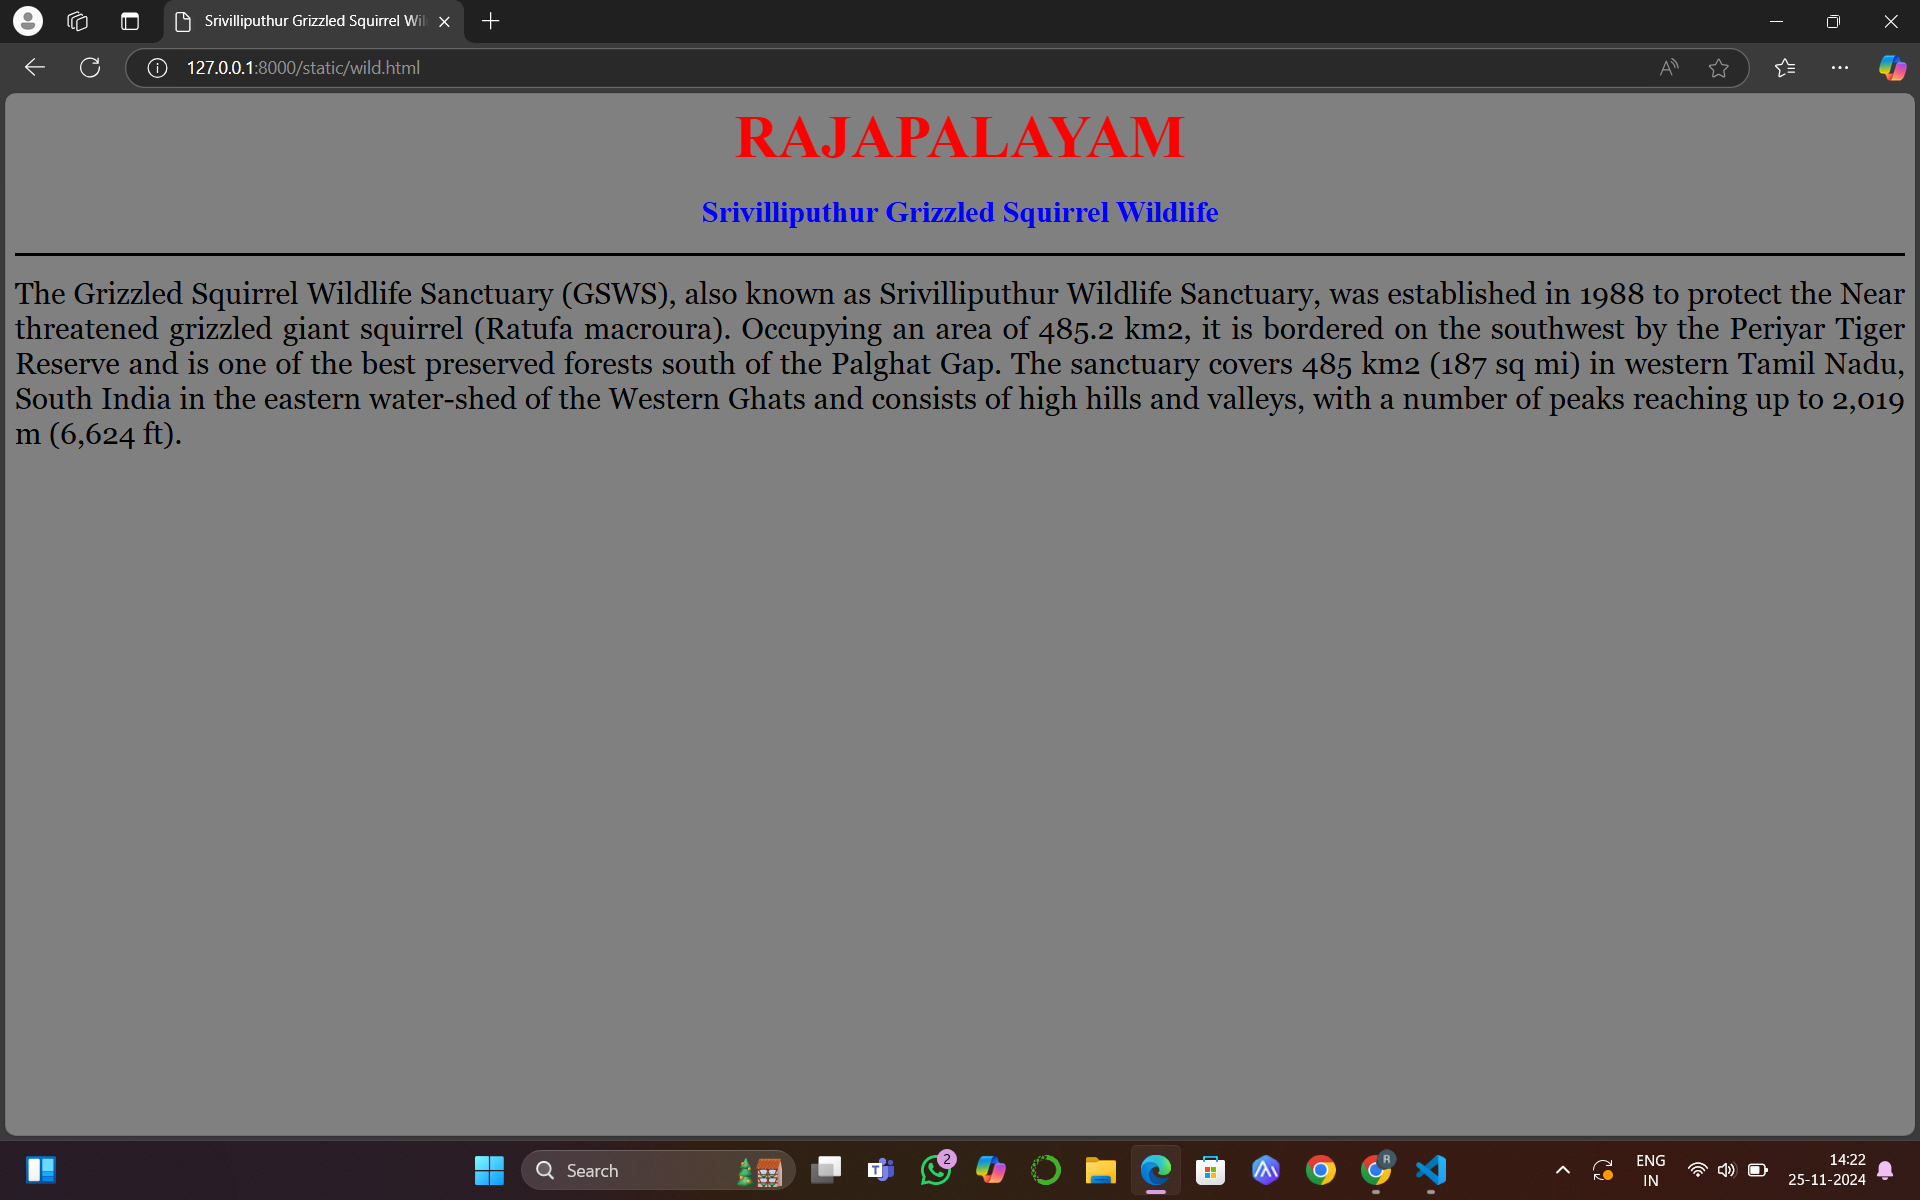 Srivilliputhur Grizzled Squirrel Wil
127.0.0.1:8000/static/wild.html
RAJAPALAYAM
Srivilliputhur Grizzled Squirrel Wildlife
The Grizzled Squirrel Wildlife Sanctuary (GSWS), also known as Srivilliputhur Wildlife Sanctuary, was established in 1988 to protect the Near
threatened grizzled giant squirrel (Ratufa macroura). Occupying an area of 485.2 km2, it is bordered on the southwest by the Periyar Tiger
Reserve and is one of the best preserved forests south of the Palghat Gap. The sanctuary covers 485 km2 (187 sq mi) in western Tamil Nadu,
South India in the eastern water-shed of the Western Ghats and consists of high hills and valleys, with a number of peaks reaching up to 2,019
m (6,624 ft).
Search
2
R
ENG
IN
14:22
25-11-2024